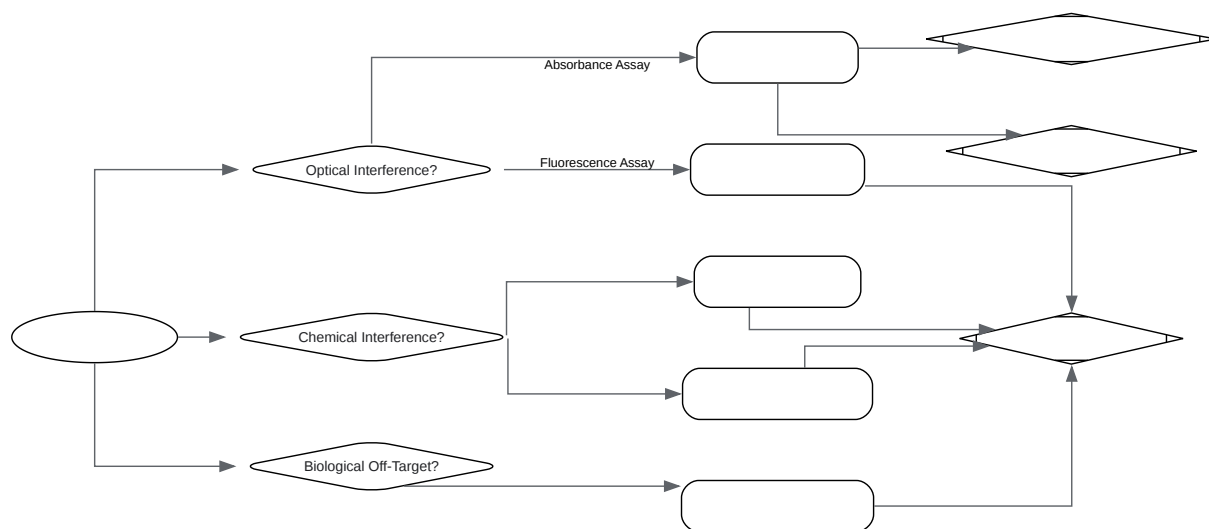 Absorbance Assay
Optical Interference?
Fluorescence Assay
Chemical Interference?
Biological Off-Target?